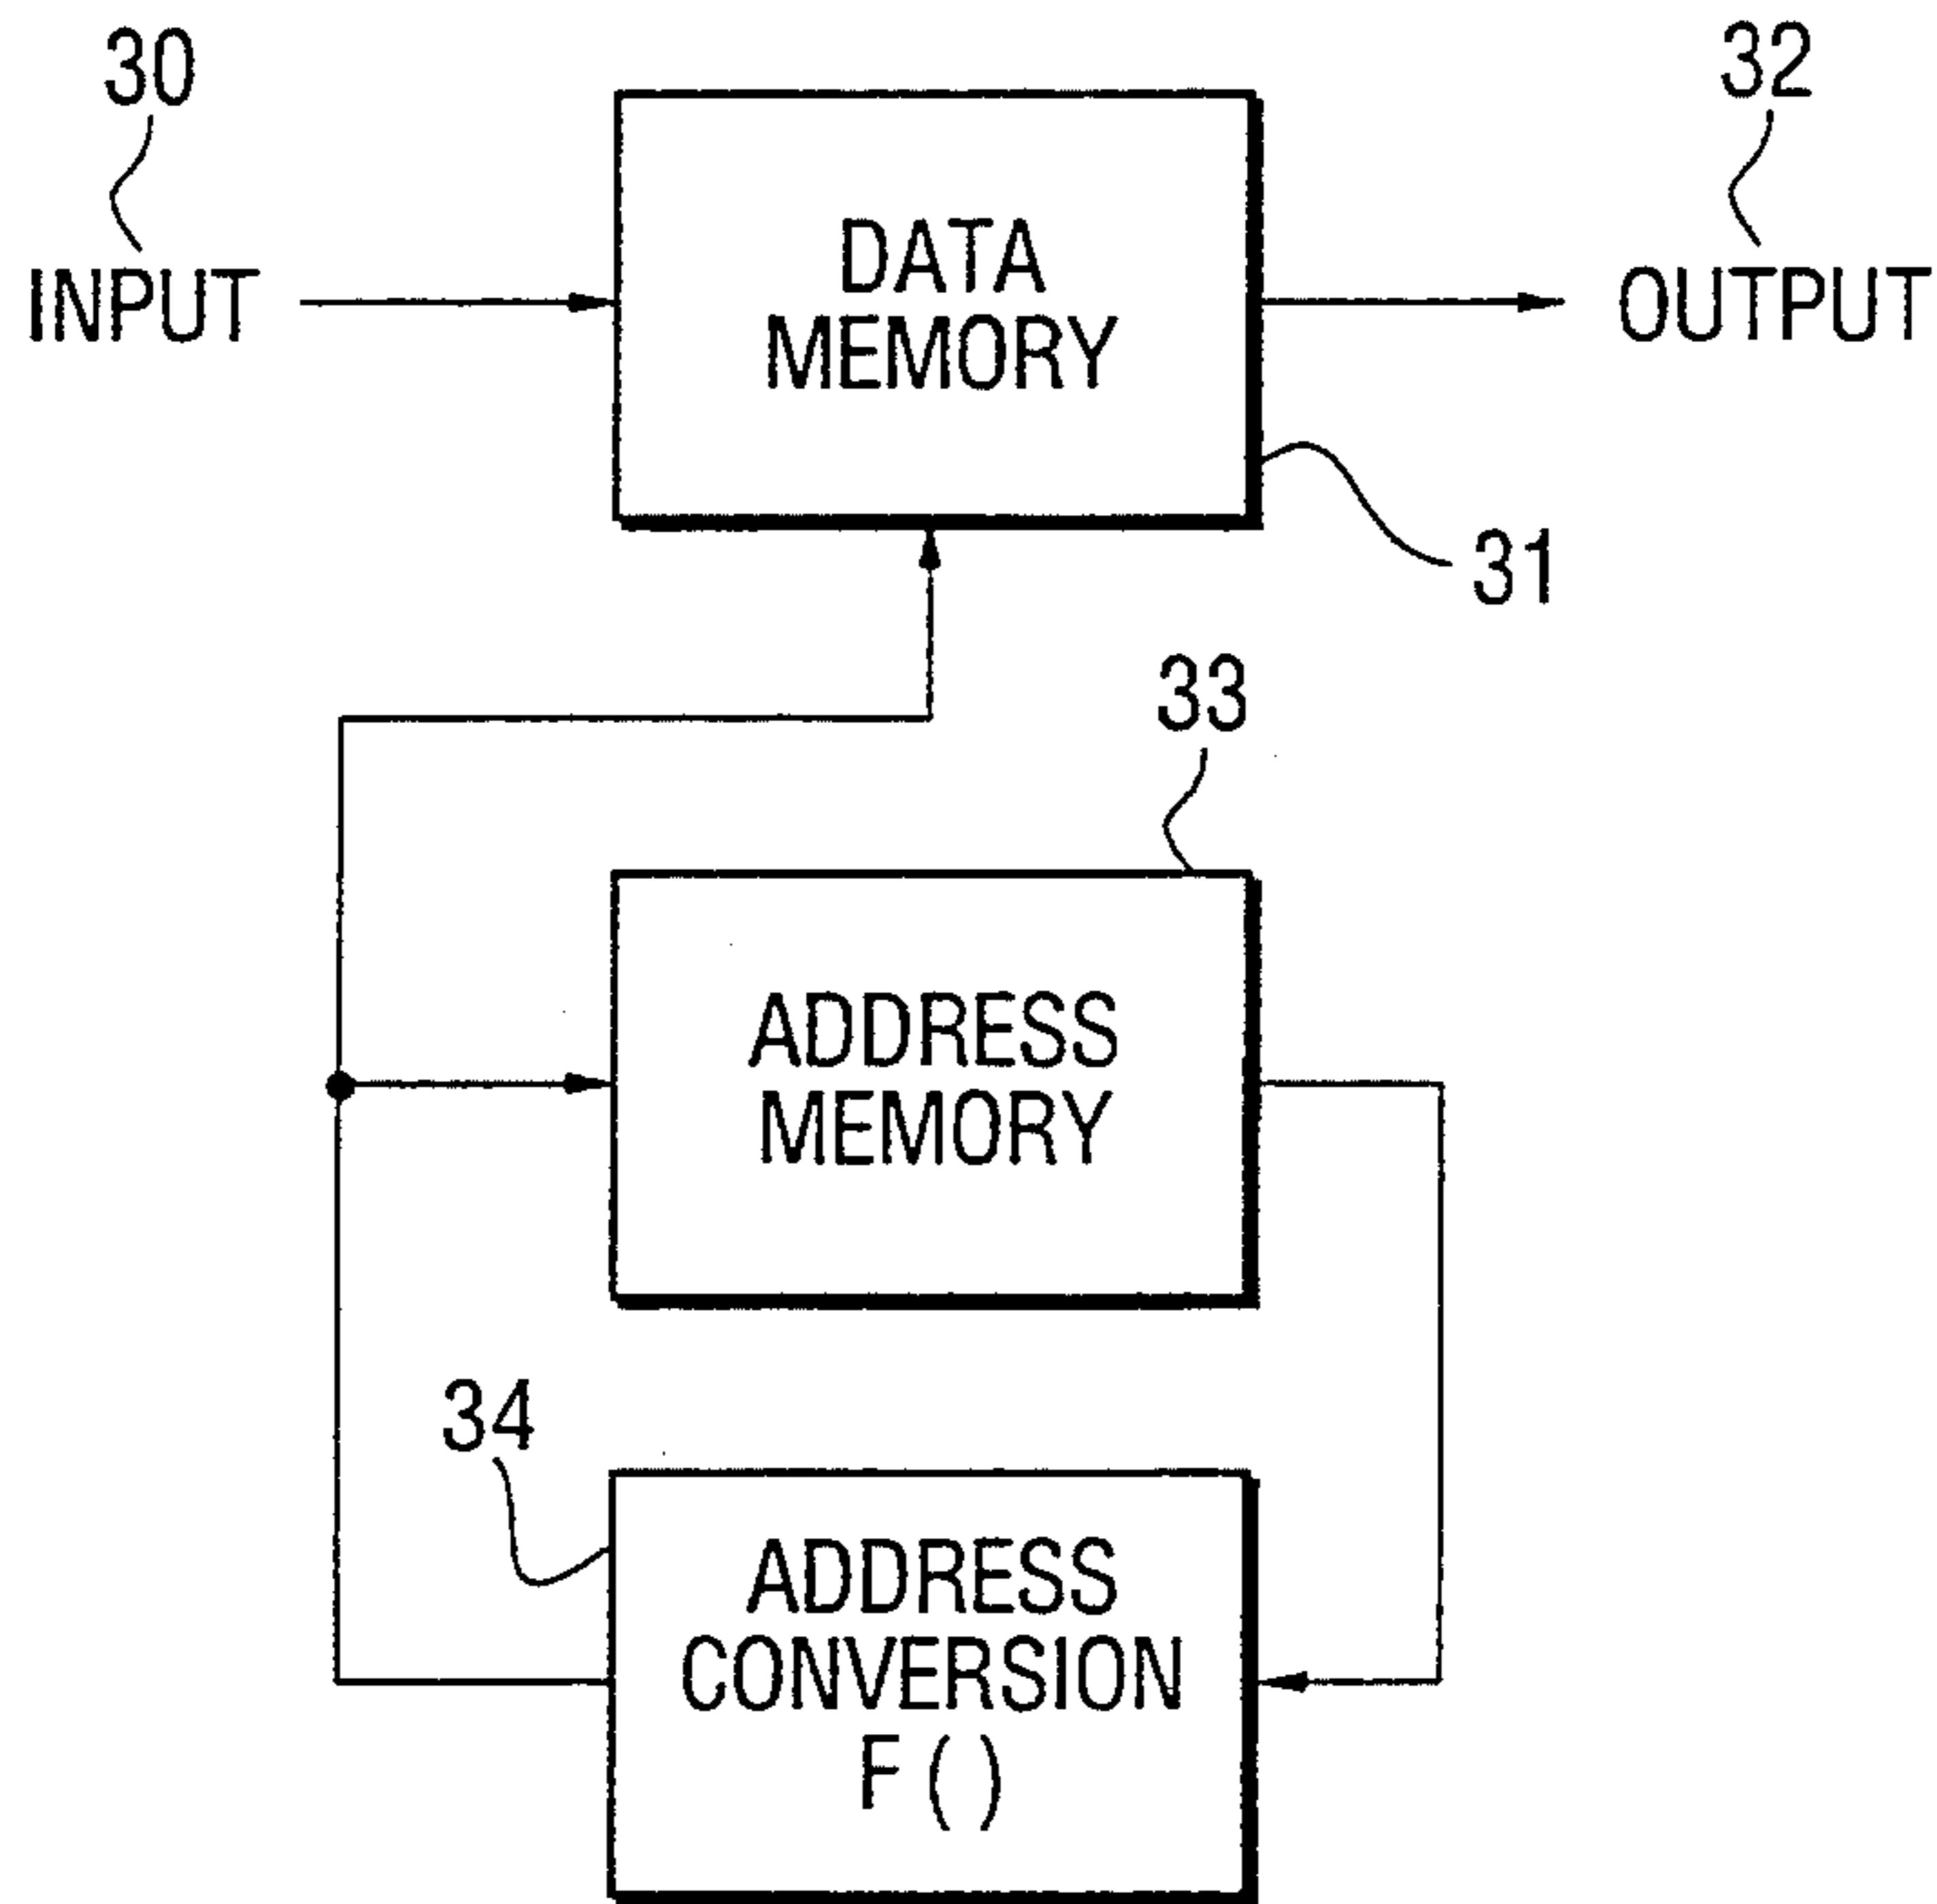 30
32
DATA
MEMORY
INPUT
OUTPUT
31
33
ADDRESS
MEMORY
34
ADDRESS
CONVERSION
F ( )